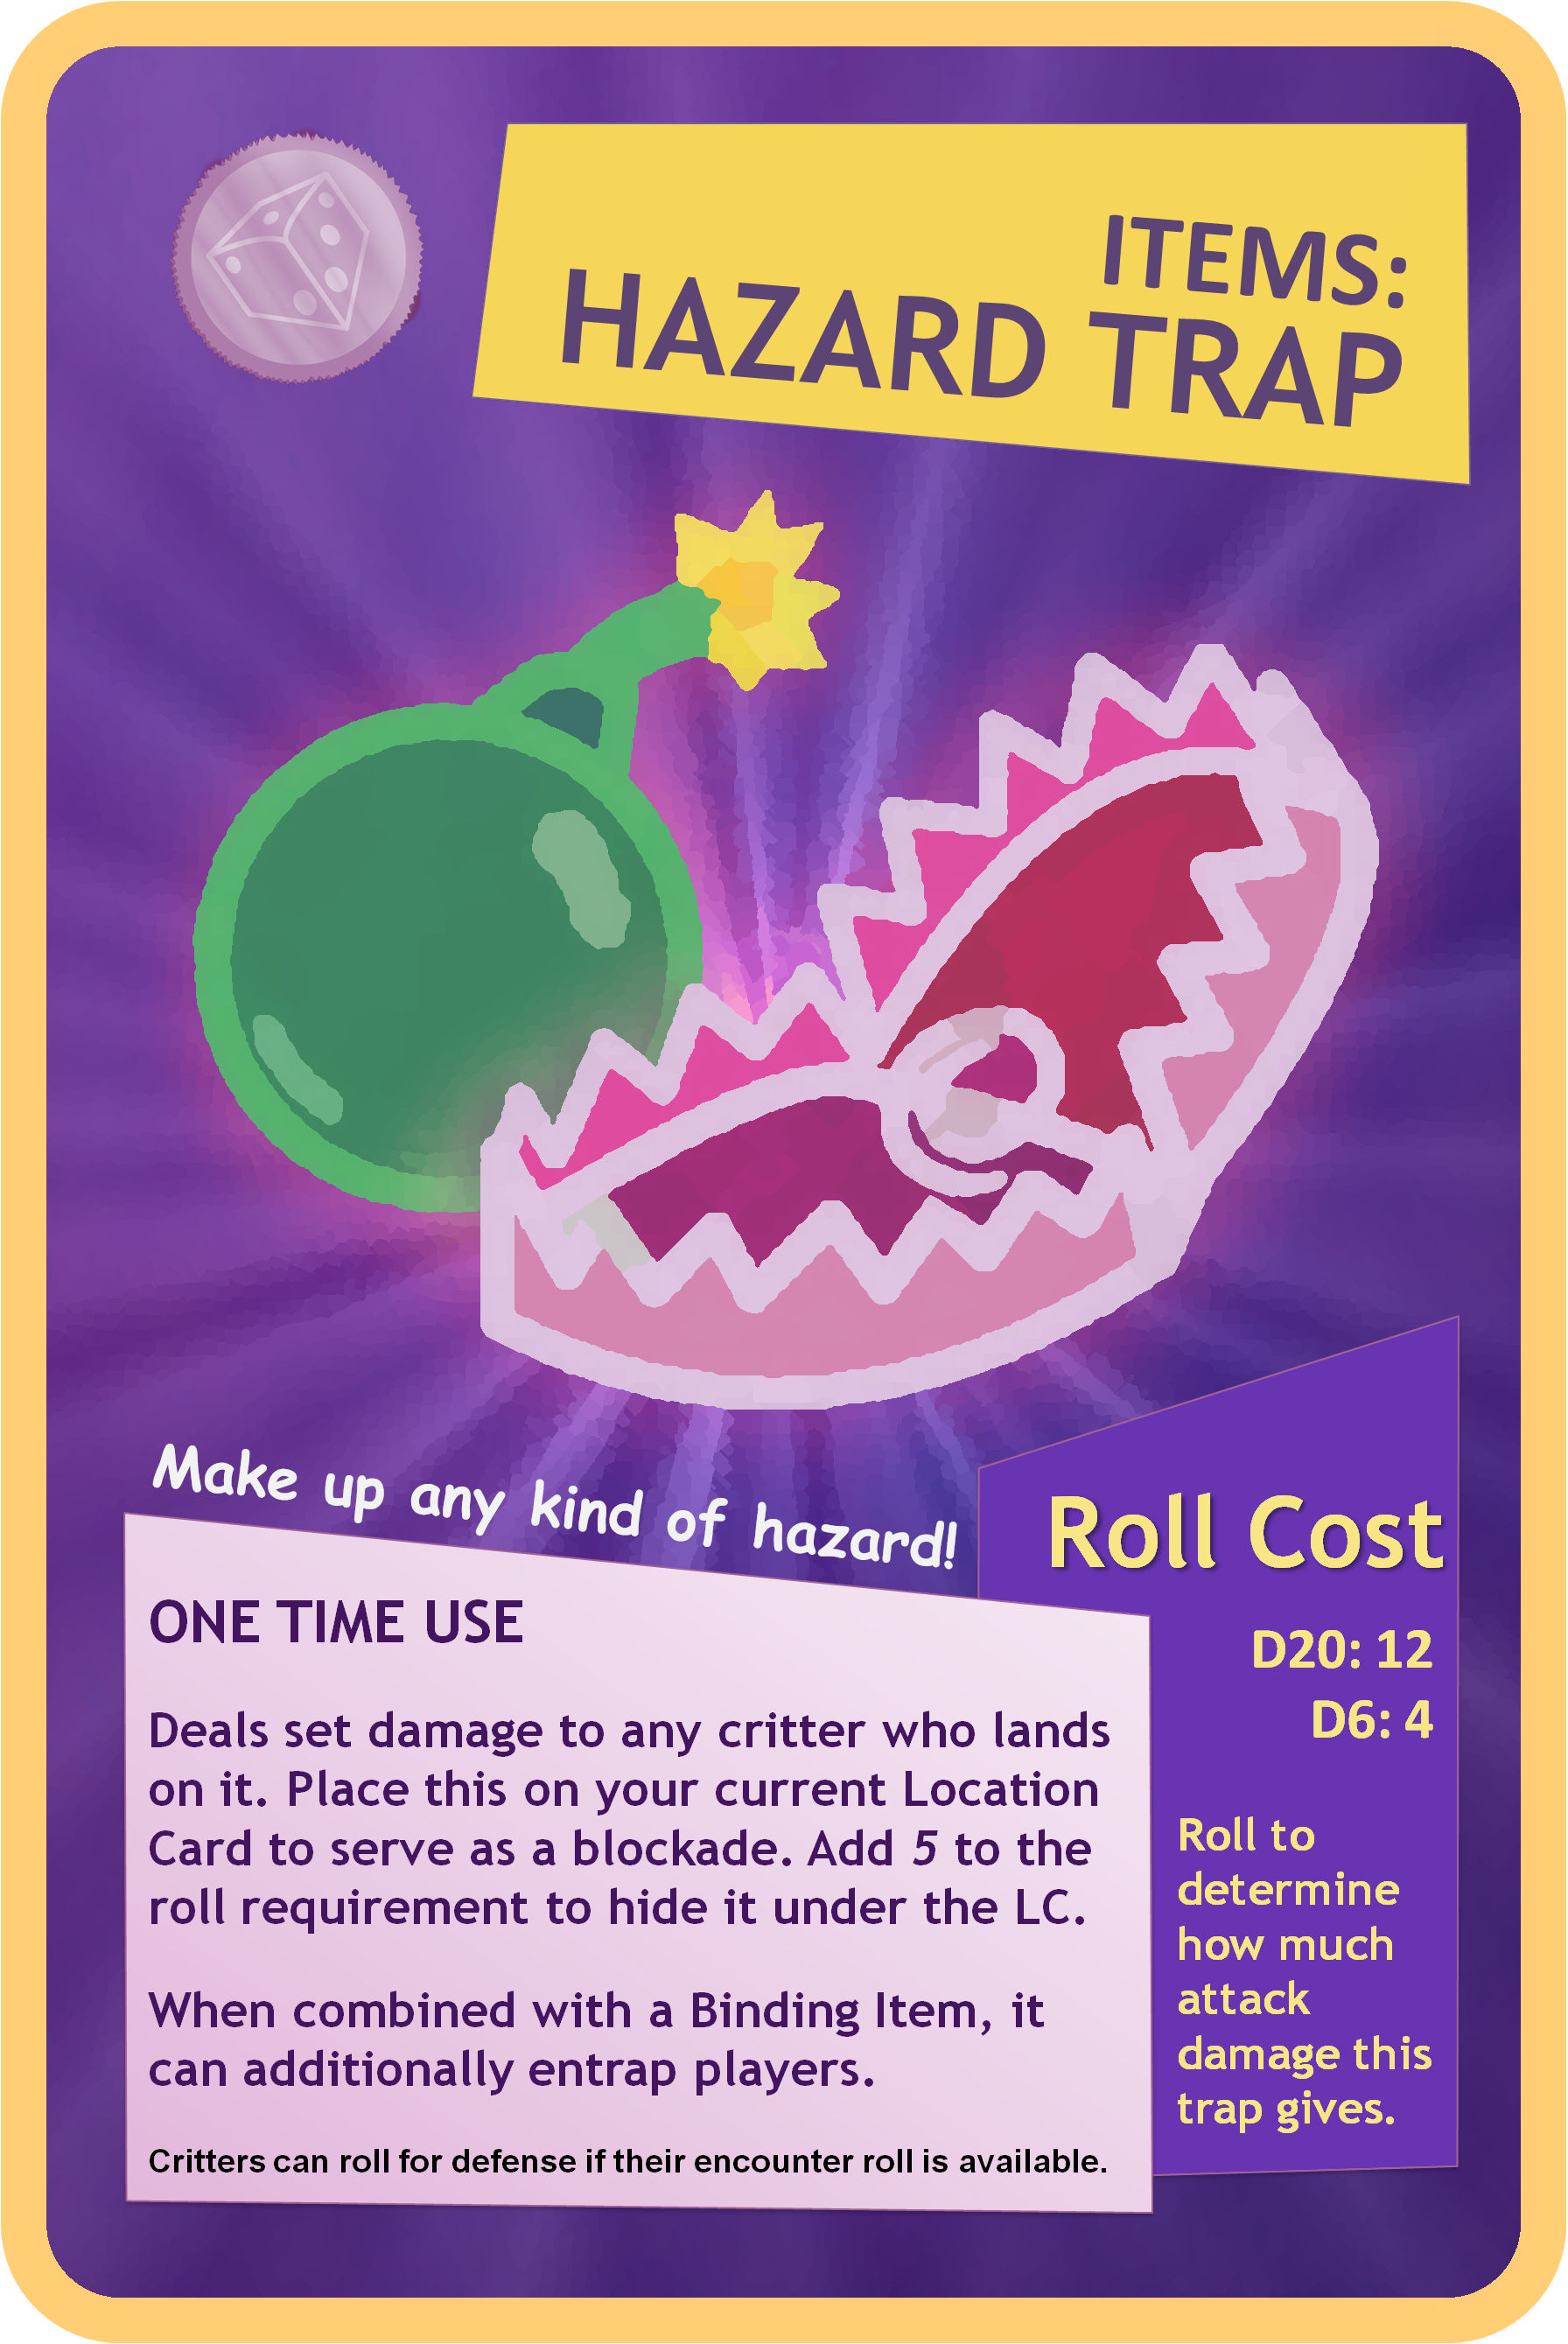 ITEMS:
HAZARD TRAP
Make up any kind of hazard!
ONE TIME USE
Deals set damage to any critter who lands
on it. Place this on your current Location
Card to serve as a blockade. Add 5 to the
roll requirement to hide it under the LC.
When combined with a Binding Item, it
can additionally entrap players.
Critters can roll for defense if their encounter roll is available.
Roll Cost
D20: 12
D6: 4
Roll to
determine
how much
attack
damage this
trap gives.